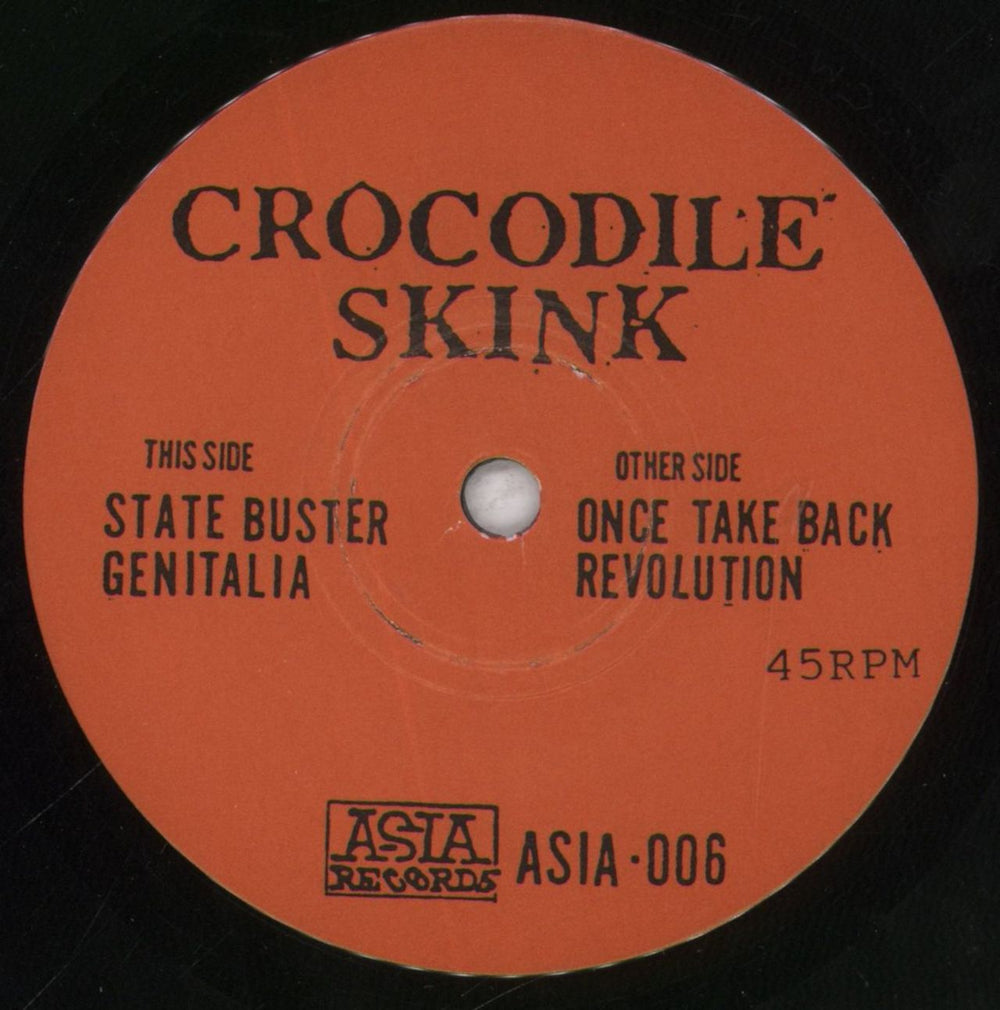 CROCODILE
SKINK
THIS SIDE
STATE BUSTER
GENITALIA
OTHER SIDE
ONCE TAKE BACK
REVOLUTION
45RPM
ASIA
RECORDS
ASIA·006